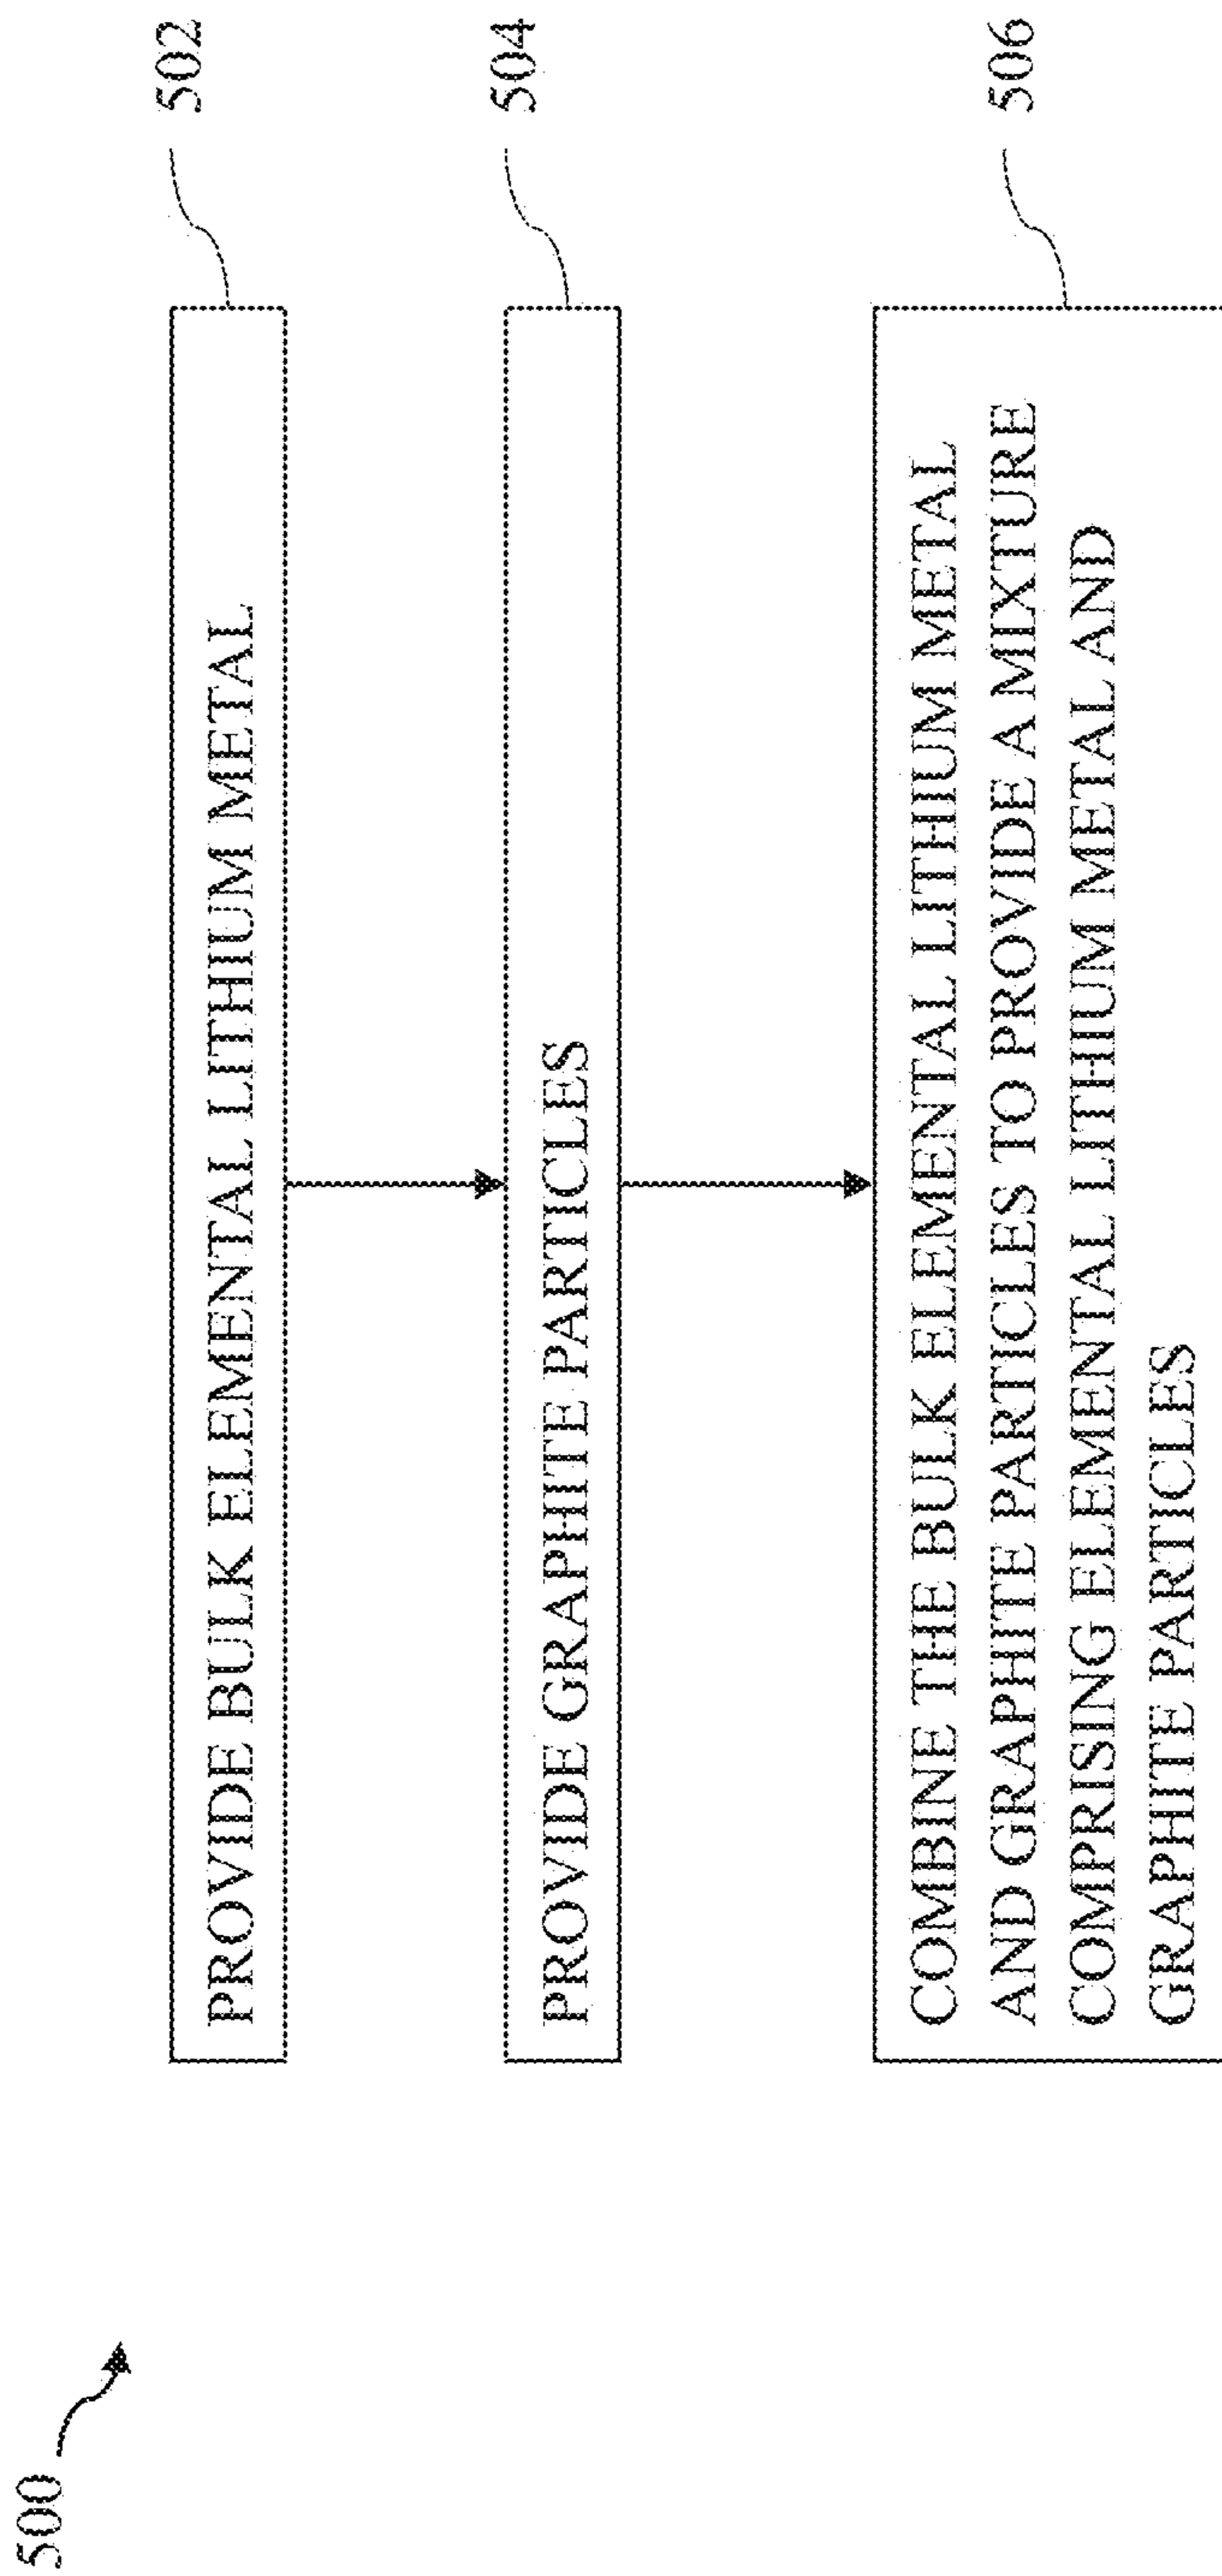 500
PROVIDE BULK ELEMENTAL LITHIUM METAL
502
PROVIDE GRAPHITE PARTICLES
504
COMBINE THE BULK ELEMENTAL LITHIUM METAL
AND GRAPHITE PARTICLES TO PROVIDE A MIXTURE
COMPRISING ELEMENTAL LITHIUM METAL AND
GRAPHITE PARTICLES
506